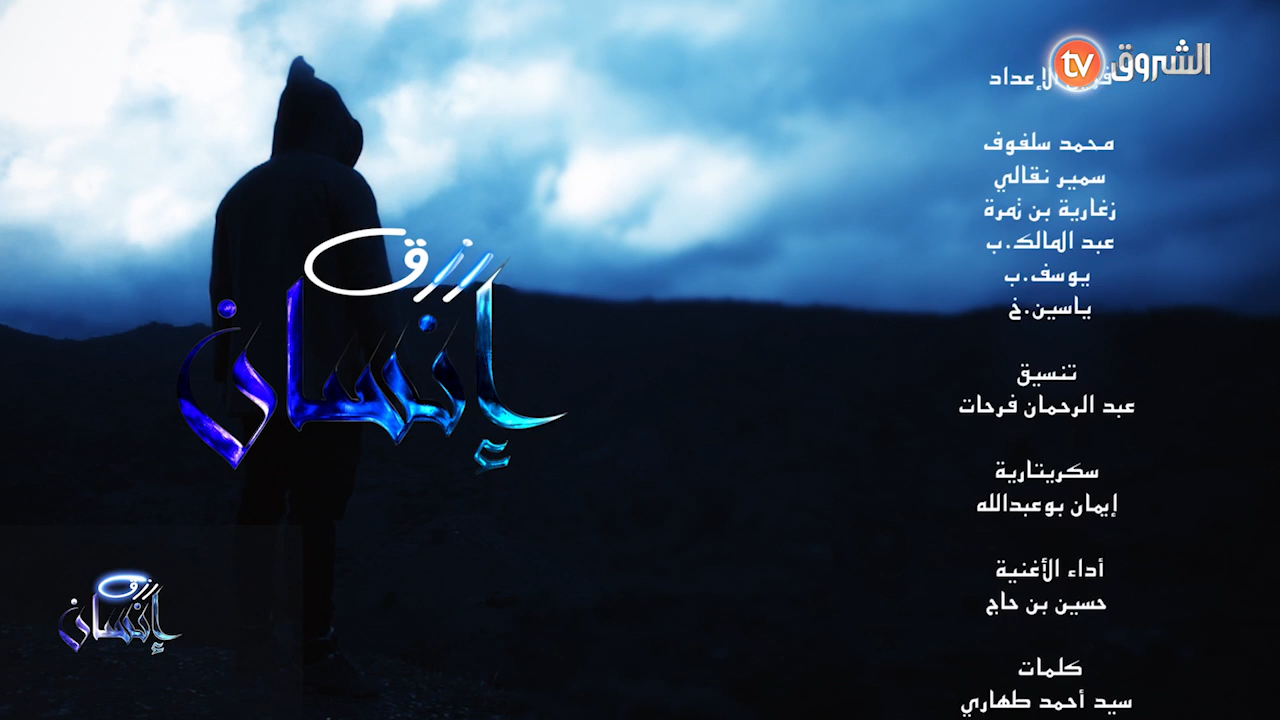 الشروق tv
الإعداد
محمد سلفوف
سمير نقالي
زغارية بن ثمرة
عبد المالك.ب
يوسف.ب
ياسين.خ
تنسيق
عبد الرحمان فرحات
سكريتارية
إيمان بوعبدالله
أداء الأغنية
حسين بن حاج
كلمات
سيد أحمد طهاري
رزق
إنسان
رزق
إنسان